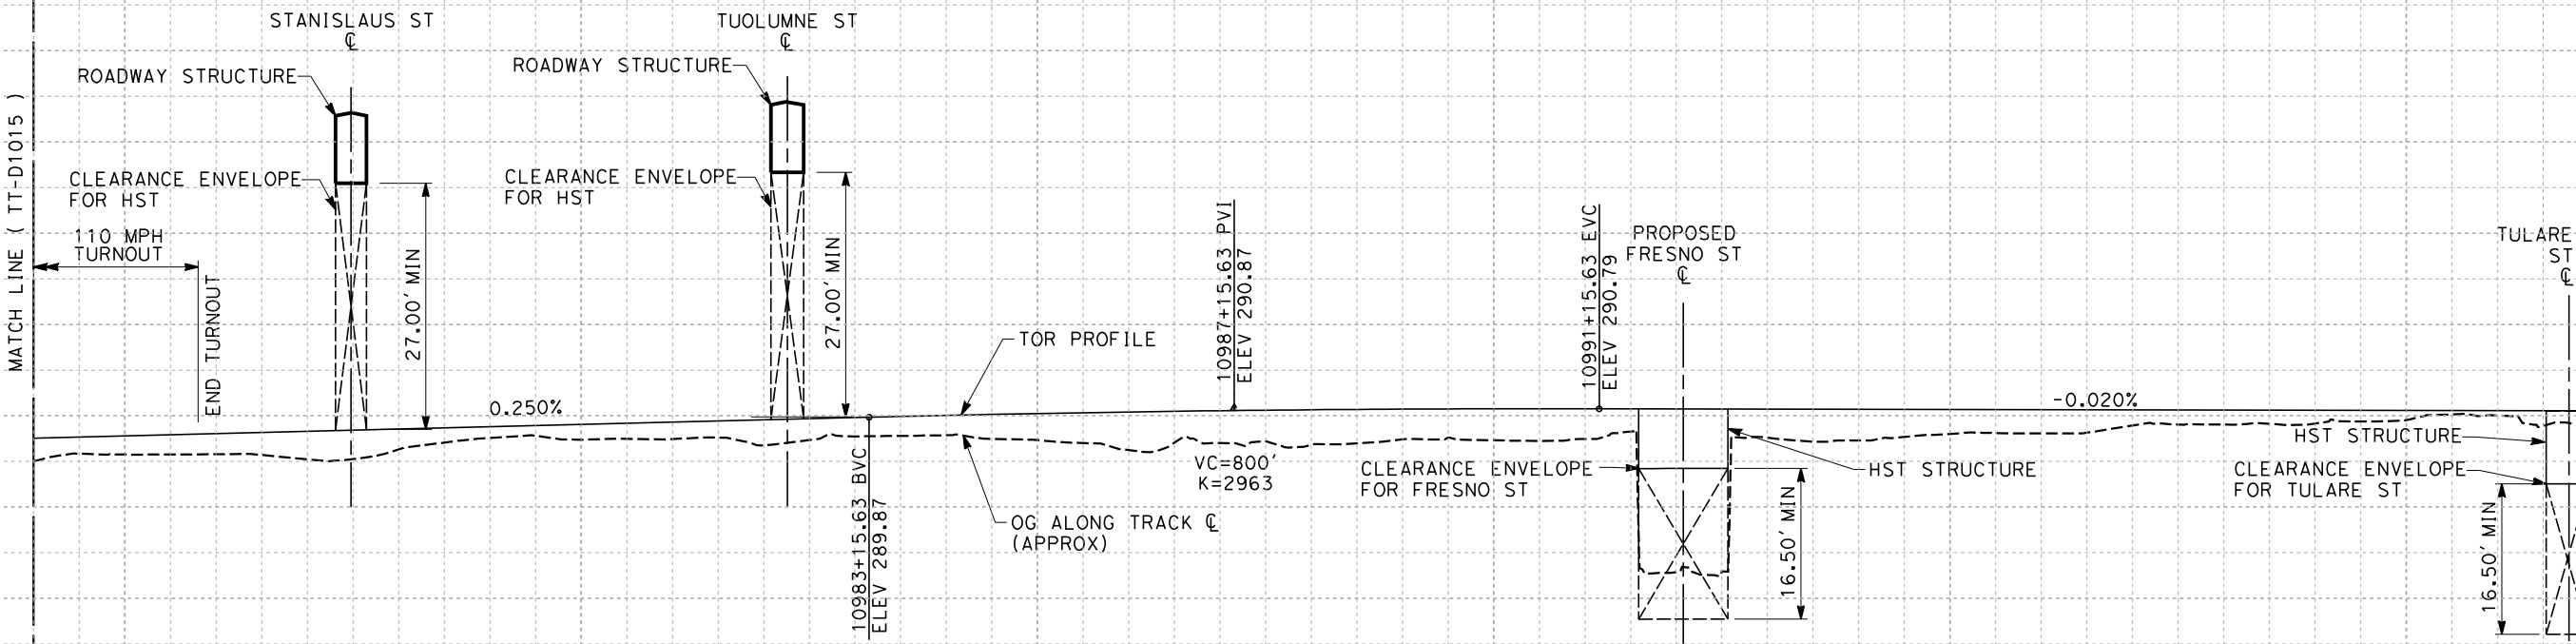 MATCH LINE ( TT-D1015 )
STANISLAUS ST
℄
ROADWAY STRUCTURE
CLEARANCE ENVELOPE
FOR HST
110 MPH
TURNOUT
END TURNOUT
27.00' MIN
0.250%
TUOLUMNE ST
℄
ROADWAY STRUCTURE
CLEARANCE ENVELOPE
FOR HST
27.00' MIN
10983+15.63 BVC
ELEV 289.87
TOR PROFILE
OG ALONG TRACK ℄
(APPROX)
10987+15.63 PVI
ELEV 290.87
VC=800'
K=2963
10991+15.63 EVC
ELEV 290.79
PROPOSED
FRESNO ST
℄
CLEARANCE ENVELOPE
FOR FRESNO ST
HST STRUCTURE
16.50' MIN
-0.020%
TULARE
ST
℄
HST STRUCTURE
CLEARANCE ENVELOPE
FOR TULARE ST
16.50' MIN